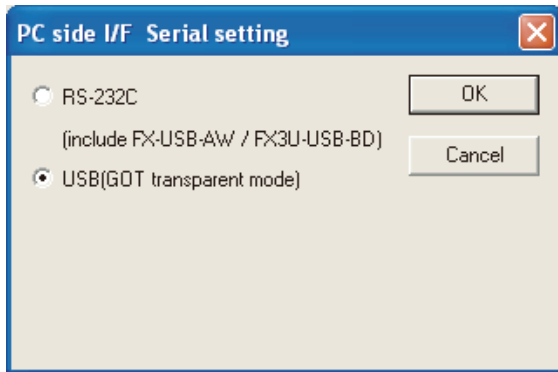 PC side I/F Serial setting
RS-232C
OK
(include FX-USB-AW / FX3U-USB-BD)
Cancel
USB(GOT transparent mode)